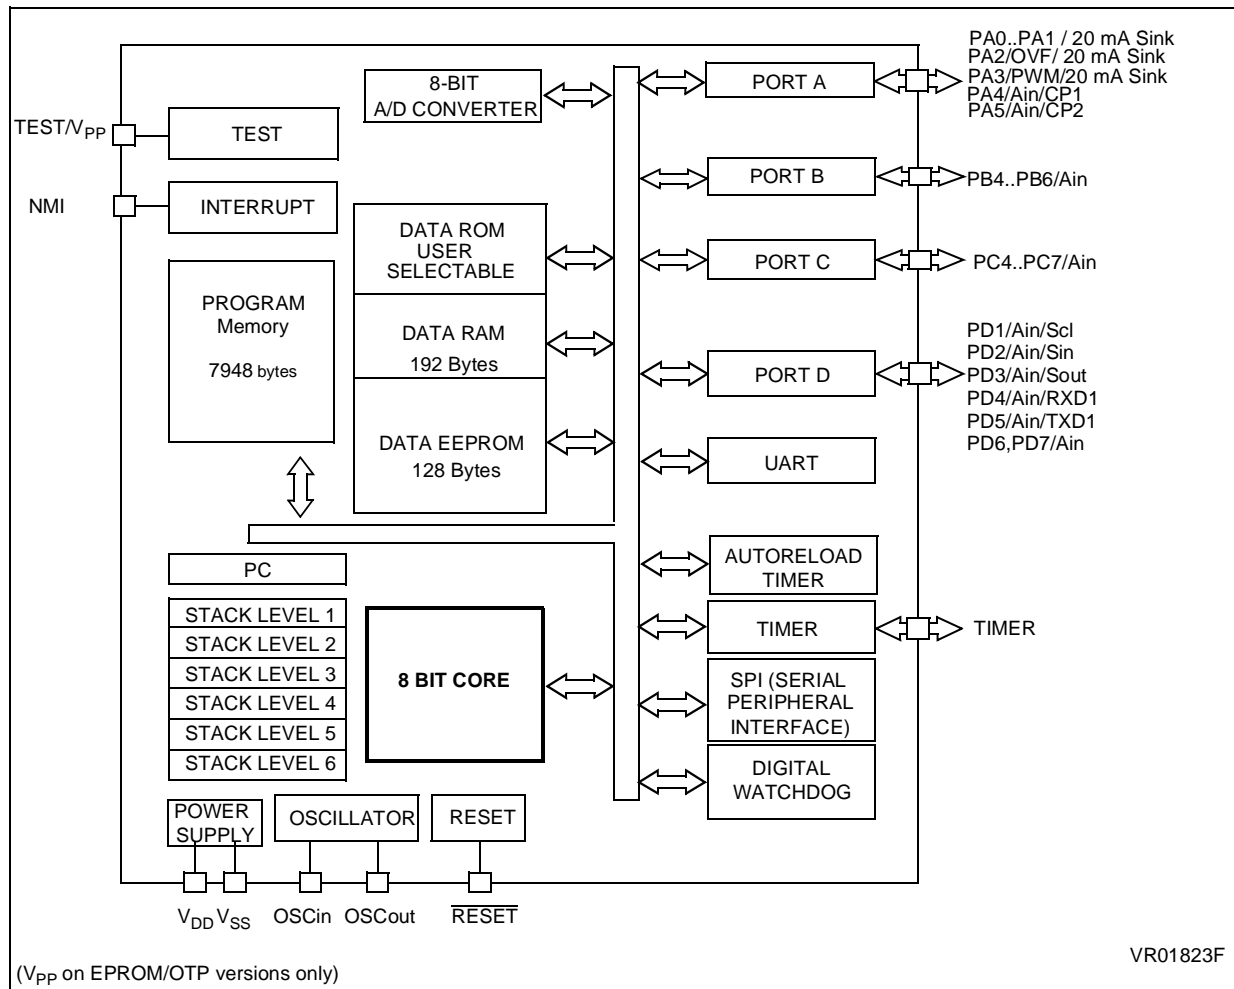 PA0..PA1 / 20 mA Sink
PA2/OVF/ 20 mA Sink
PA3/PWM/20 mA Sink
PA4/Ain/CP1
PA5/Ain/CP2
8-BIT
A/D CONVERTER
PORT A
TEST/VPP
TEST
PORT B
PB4..PB6/Ain
NMI
INTERRUPT
DATA ROM
USER
SELECTABLE
PORT C
PC4..PC7/Ain
PROGRAM
Memory
7948 bytes
DATA RAM
192 Bytes
PORT D
PD1/Ain/Scl
PD2/Ain/Sin
PD3/Ain/Sout
PD4/Ain/RXD1
PD5/Ain/TXD1
PD6,PD7/Ain
DATA EEPROM
128 Bytes
UART
PC
AUTORELOAD
TIMER
STACK LEVEL 1
STACK LEVEL 2
STACK LEVEL 3
STACK LEVEL 4
STACK LEVEL 5
STACK LEVEL 6
8 BIT CORE
TIMER
TIMER
SPI (SERIAL
PERIPHERAL
INTERFACE)
DIGITAL
WATCHDOG
POWER
SUPPLY
OSCILLATOR
RESET
VDD VSS
OSCin
OSCout
RESET
VR01823F
(VPP on EPROM/OTP versions only)